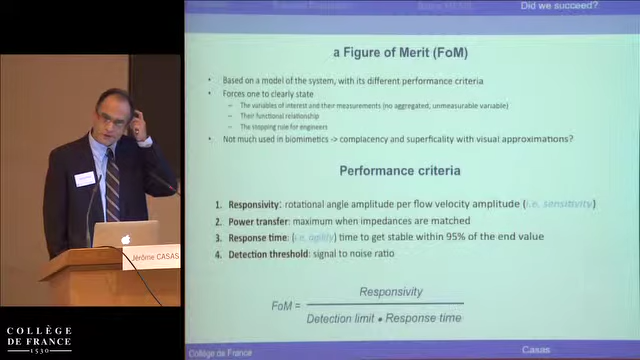 Did we succeed?
a Figure of Merit (FoM)
• Based on a model of the system, with its different performance criteria
• Forces one to clearly state
– The variables of interest and their measurements (no aggregated, unmeasurable variable)
– Their functional relationship
– The stopping rule for engineers
• Not much used in biomimetics -> complacency and superficality with visual approximations?
Performance criteria
1. Responsivity: rotational angle amplitude per flow velocity amplitude (i.e. sensitivity)
2. Power transfer: maximum when impedances are matched
3. Response time: (i.e. agility) time to get stable within 95% of the end value
4. Detection threshold: signal to noise ratio
FoM = Responsivity
Detection limit • Response time
Collège de France
Casas
Jérôme CASAS
COLLÈGE
DE FRANCE
1530